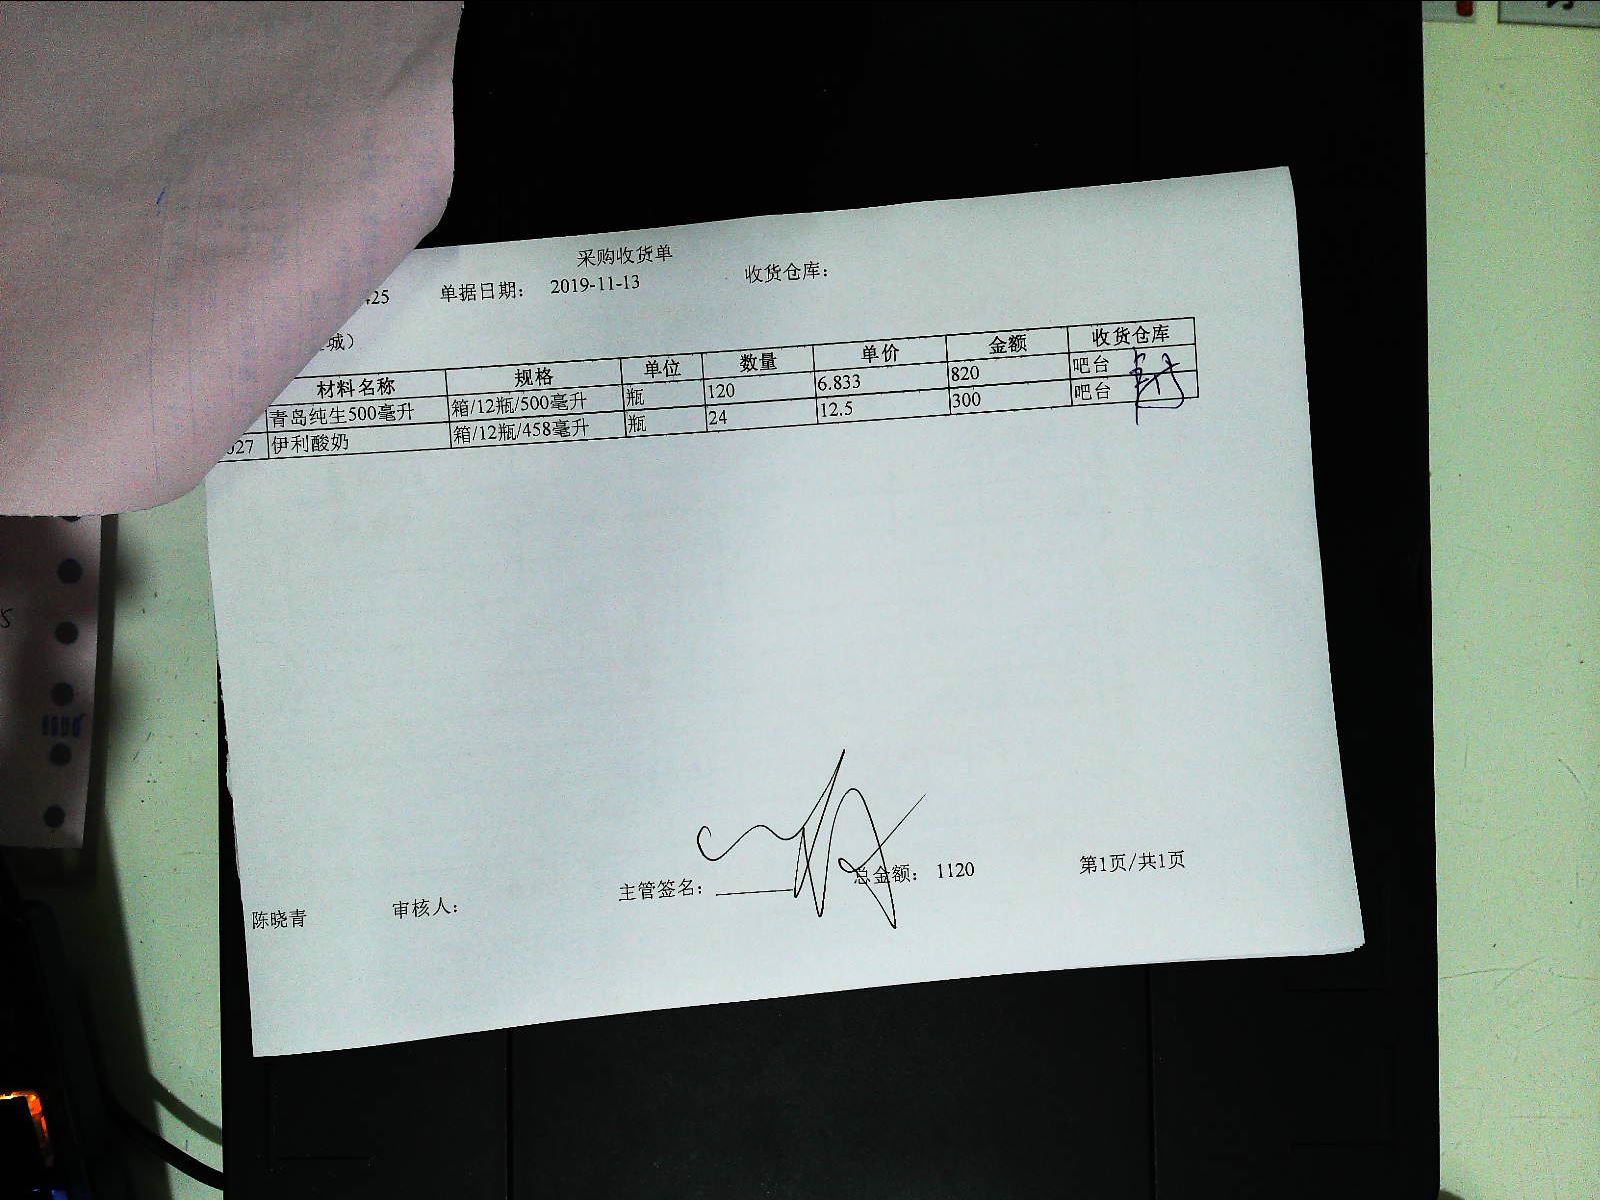 采购收货单
425 单据日期: 2019-11-13 收货仓库:
城)
材料名称 规格 单位 数量 单价 金额 收货仓库
青岛纯生500毫升 箱/12瓶/500毫升 瓶 120 6.833 820 吧台
027 伊利酸奶 箱/12瓶/458毫升 瓶 24 12.5 300 吧台
陈晓青 审核人: 主管签名: 总金额: 1120 第1页/共1页